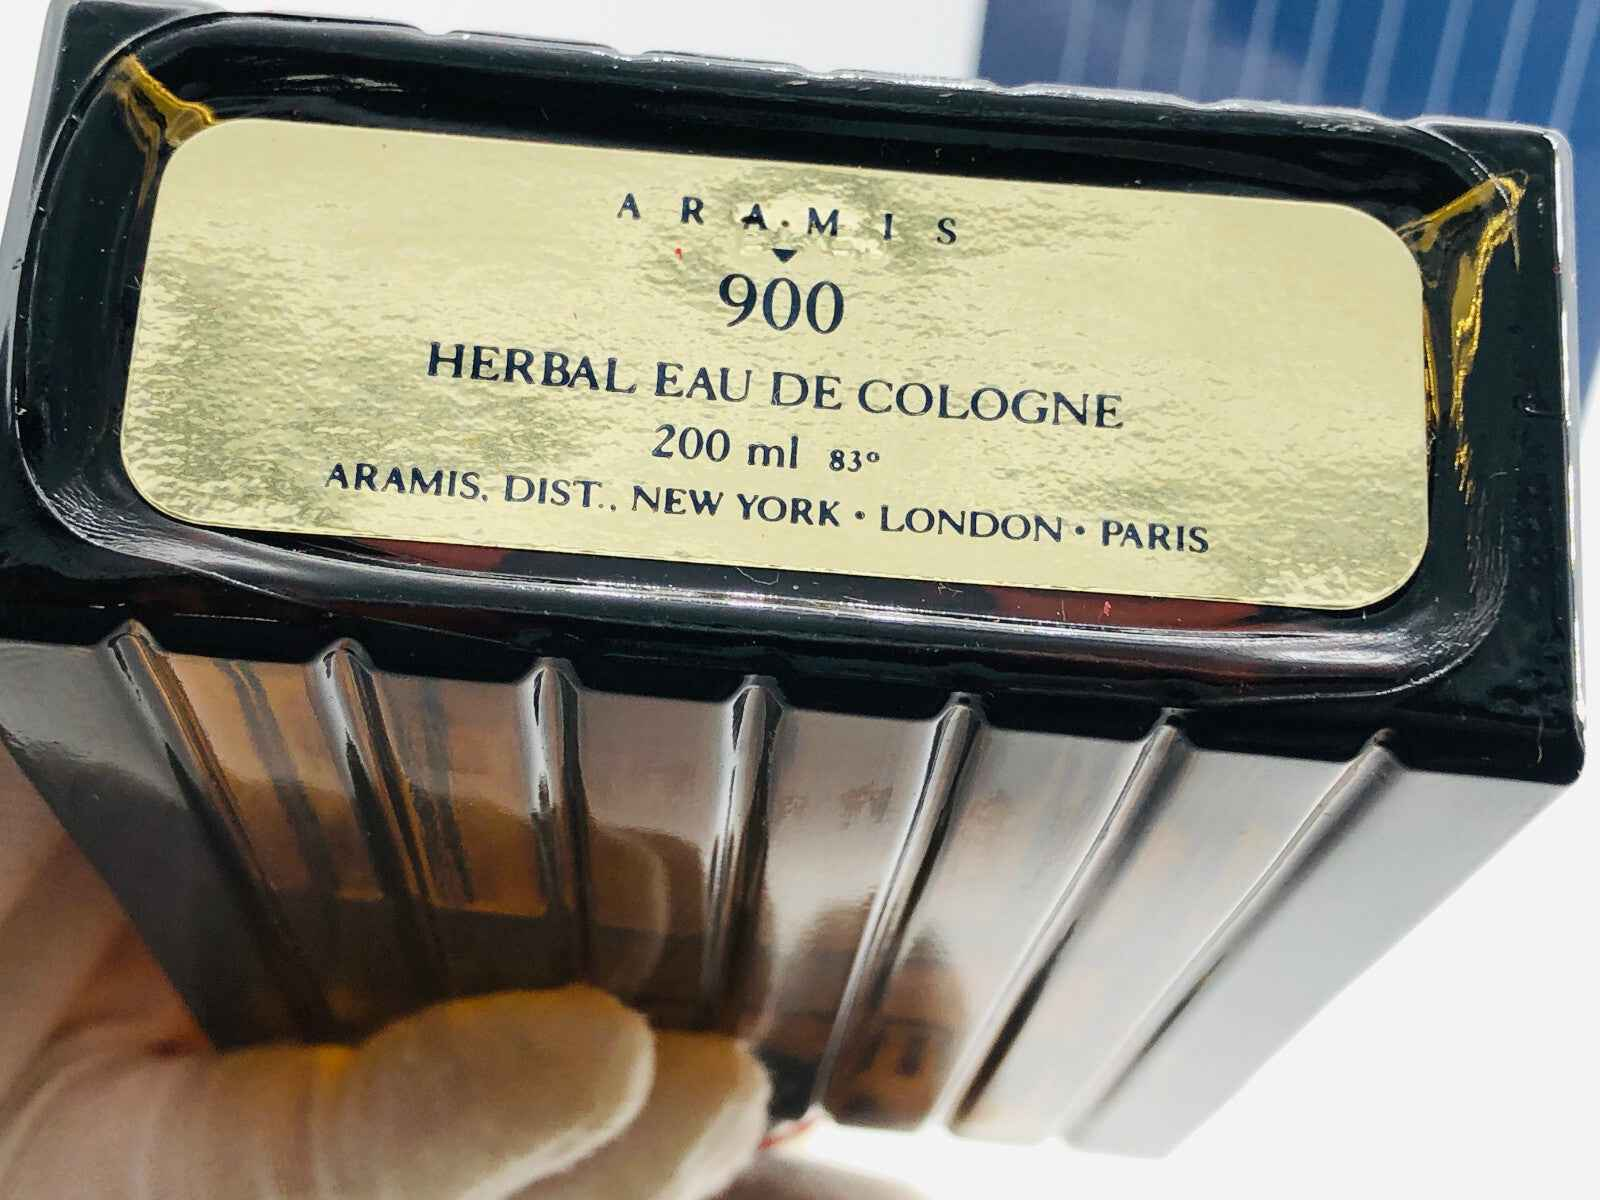 ARAMIS
900
HERBAL EAU DE COLOGNE
200 ml 83°
ARAMIS, DIST., NEW YORK • LONDON • PARIS